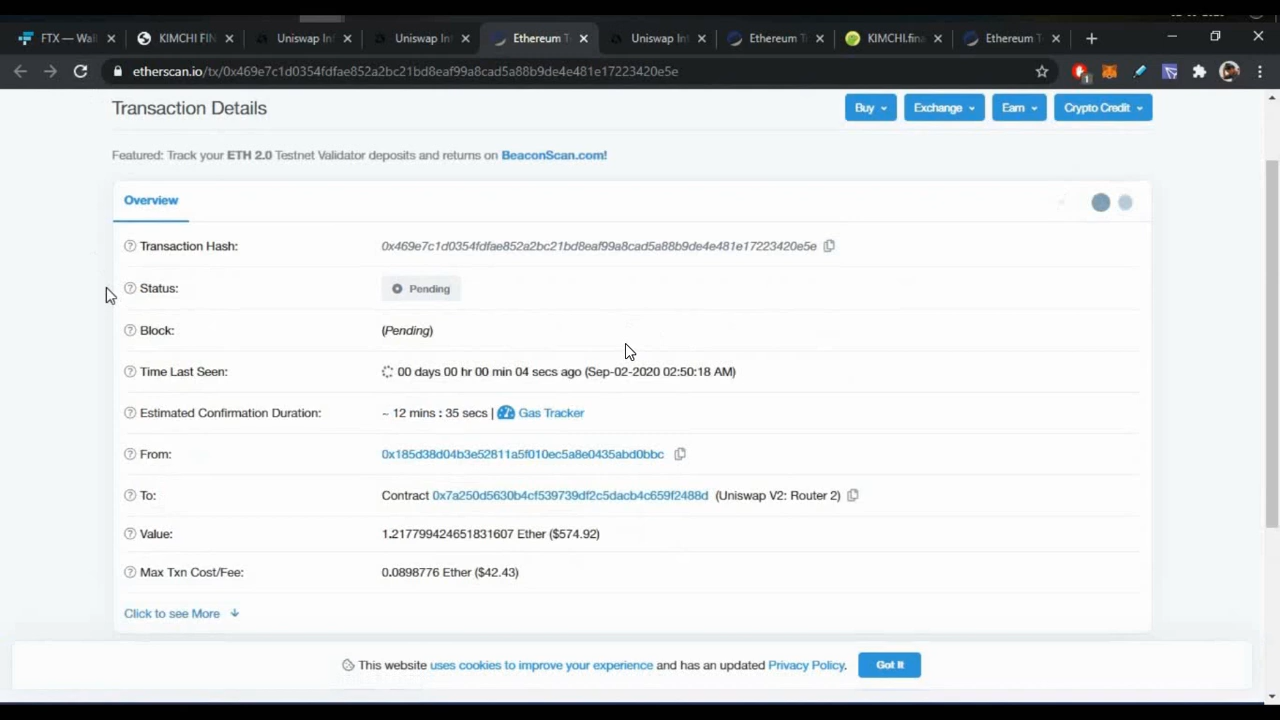 FTX — Wall
KIMCHI FIN
Uniswap Inf
Uniswap Inf
Ethereum T
Uniswap Inf
Ethereum T
KIMCHI.fina
Ethereum T
etherscan.io/tx/0x469e7c1d0354fdfae852a2bc21bd8eaf99a8cad5a88b9de4e481e17223420e5e
1
Transaction Details
Buy
Exchange
Earn
Crypto Credit
Featured: Track your ETH 2.0 Testnet Validator deposits and returns on BeaconScan.com!
Overview
Transaction Hash: 0x469e7c1d0354fdfae852a2bc21bd8eaf99a8cad5a88b9de4e481e17223420e5e
Status: Pending
Block: (Pending)
Time Last Seen: 00 days 00 hr 00 min 04 secs ago (Sep-02-2020 02:50:18 AM)
Estimated Confirmation Duration: ~ 12 mins : 35 secs | Gas Tracker
From: 0x185d38d04b3e52811a5f010ec5a8e0435abd0bbc
To: Contract 0x7a250d5630b4cf539739df2c5dacb4c659f2488d (Uniswap V2: Router 2)
Value: 1.217799424651831607 Ether ($574.92)
Max Txn Cost/Fee: 0.0898776 Ether ($42.43)
Click to see More
This website uses cookies to improve your experience and has an updated Privacy Policy.
Got It